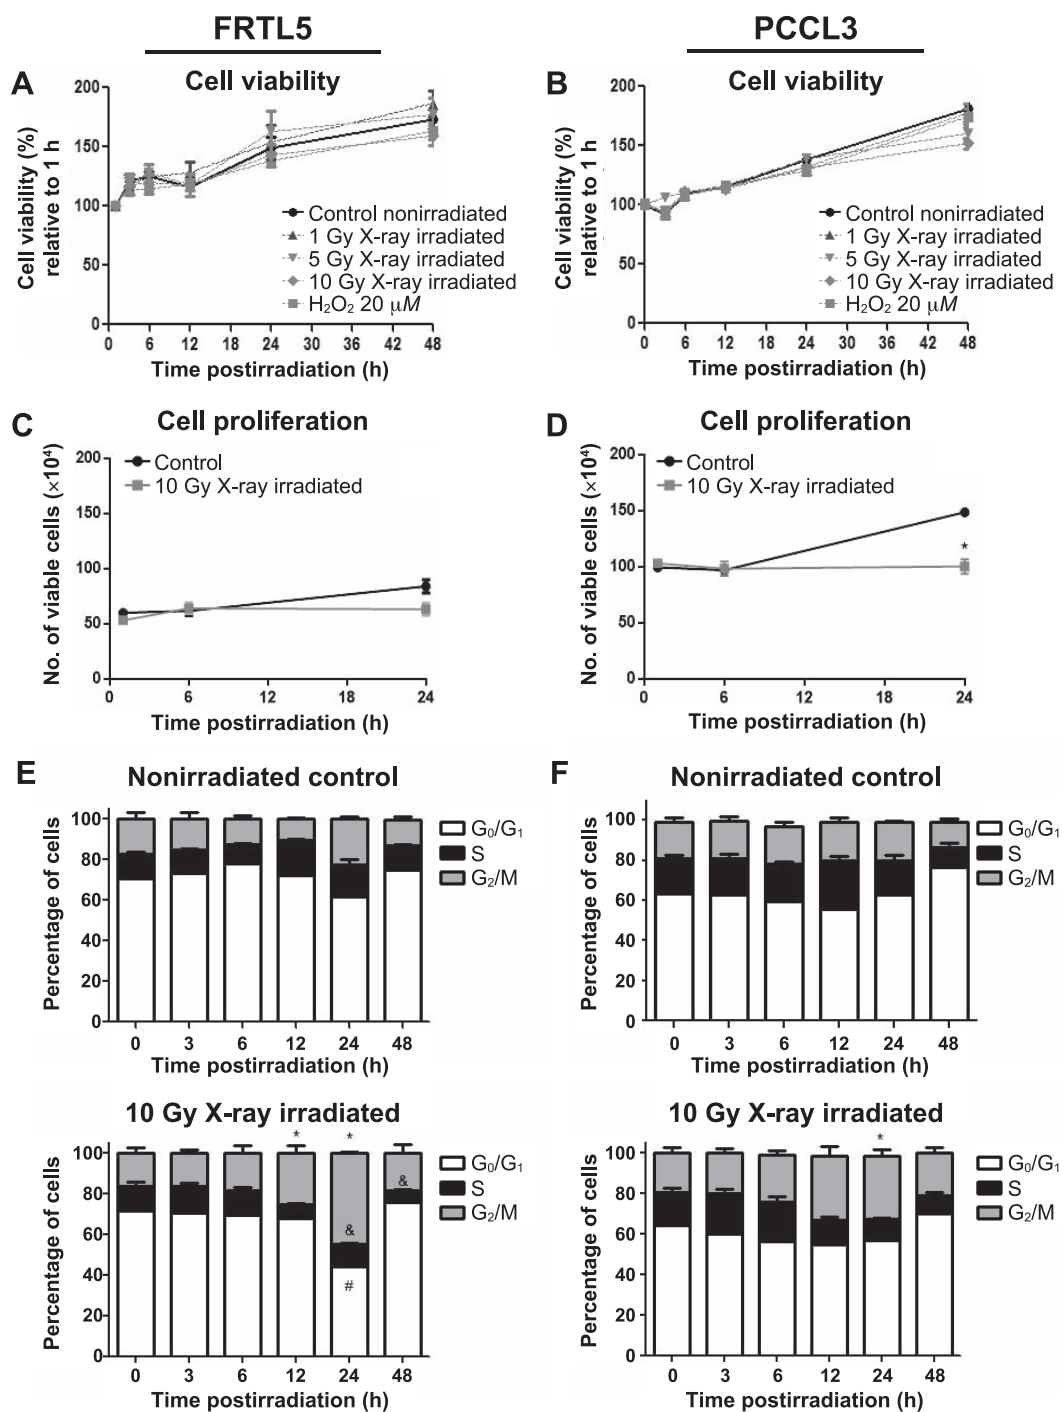 FRTL5
PCCL3
A
Cell viability
Cell viability (%)
relative to 1 h
200
150
100
50
0
Control nonirradiated
1 Gy X-ray irradiated
5 Gy X-ray irradiated
10 Gy X-ray irradiated
H₂O₂ 20 μM
0 6 12 18 24 30 36 42 48
Time postirradiation (h)
B
Cell viability
Cell viability (%)
relative to 1 h
200
150
100
50
0
Control nonirradiated
1 Gy X-ray irradiated
5 Gy X-ray irradiated
10 Gy X-ray irradiated
H₂O₂ 20 μM
0 6 12 18 24 30 36 42 48
Time postirradiation (h)
C
Cell proliferation
No. of viable cells (×10⁴)
200
150
100
50
0
Control
10 Gy X-ray irradiated
0 6 12 18 24
Time postirradiation (h)
D
Cell proliferation
No. of viable cells (×10⁴)
200
150
100
50
0
Control
10 Gy X-ray irradiated
*
0 6 12 18 24
Time postirradiation (h)
E
Nonirradiated control
Percentage of cells
100
80
60
40
20
0
G₀/G₁
S
G₂/M
0 3 6 12 24 48
Time postirradiation (h)
F
Nonirradiated control
Percentage of cells
100
80
60
40
20
0
G₀/G₁
S
G₂/M
0 3 6 12 24 48
Time postirradiation (h)
10 Gy X-ray irradiated
Percentage of cells
100
80
60
40
20
0
* *
&
&
#
G₀/G₁
S
G₂/M
0 3 6 12 24 48
Time postirradiation (h)
10 Gy X-ray irradiated
Percentage of cells
100
80
60
40
20
0
*
G₀/G₁
S
G₂/M
0 3 6 12 24 48
Time postirradiation (h)